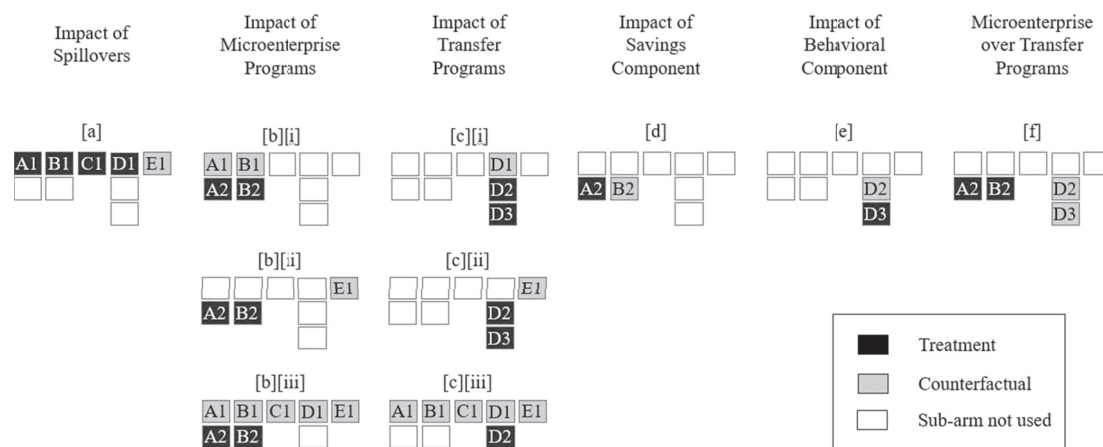 Impact of
Spillovers
Impact of
Microenterprise
Programs
Impact of
Transfer
Programs
Impact of
Savings
Component
Impact of
Behavioral
Component
Microenterprise
over Transfer
Programs
[a]
A1 B1 C1 D1 E1
[b][i]
A1 B1
A2 B2
[c][i]
D1
D2
D3
[d]
A2 B2
[e]
D2
D3
[f]
A2 B2 D2
D3
[b][ii]
E1
A2 B2
[c][ii]
E1
D2
D3
[b][iii]
A1 B1 C1 D1 E1
A2 B2
[c][iii]
A1 B1 C1 D1 E1
D2
Treatment
Counterfactual
Sub-arm not used